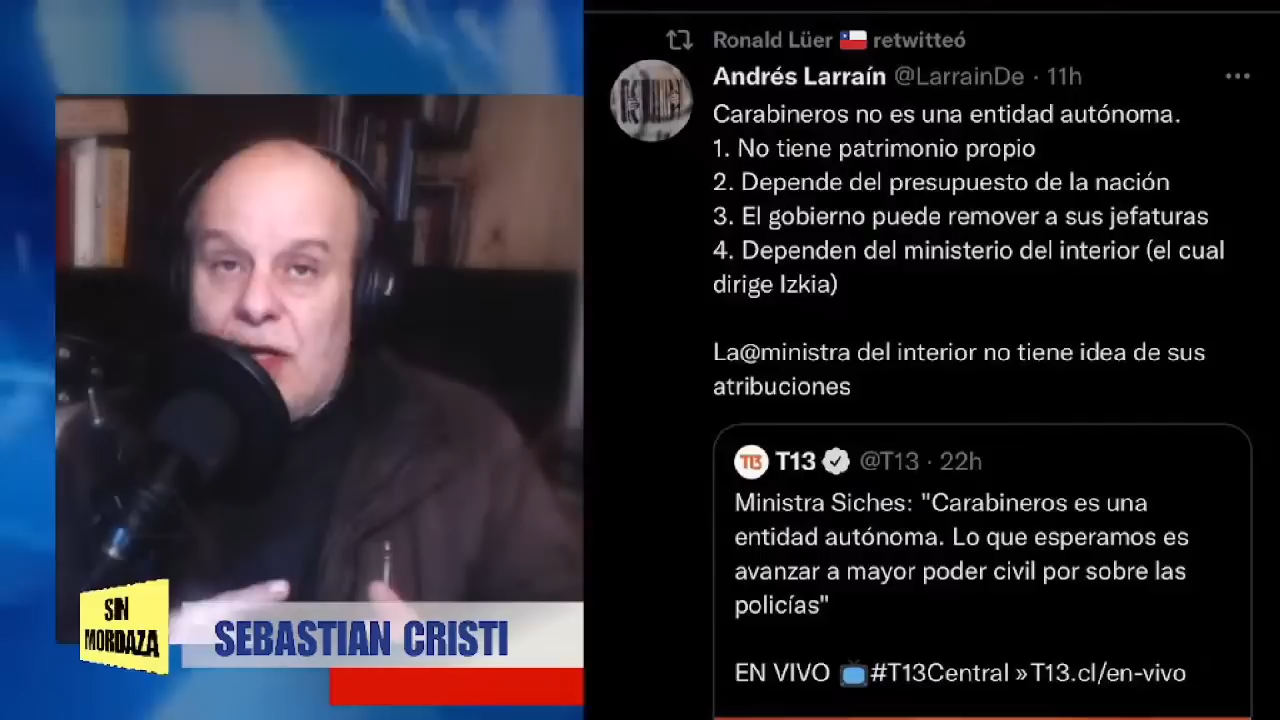 SIN
MORDAZA
SEBASTIAN CRISTI
Ronald Lüer 🇨🇱 retwitteó
Andrés Larraín @LarrainDe · 11h
Carabineros no es una entidad autónoma.
1. No tiene patrimonio propio
2. Depende del presupuesto de la nación
3. El gobierno puede remover a sus jefaturas
4. Dependen del ministerio del interior (el cual
dirige Izkia)
La@ministra del interior no tiene idea de sus
atribuciones
T13 @T13 · 22h
Ministra Siches: "Carabineros es una
entidad autónoma. Lo que esperamos es
avanzar a mayor poder civil por sobre las
policías"
EN VIVO 📺#T13Central » T13.cl/en-vivo